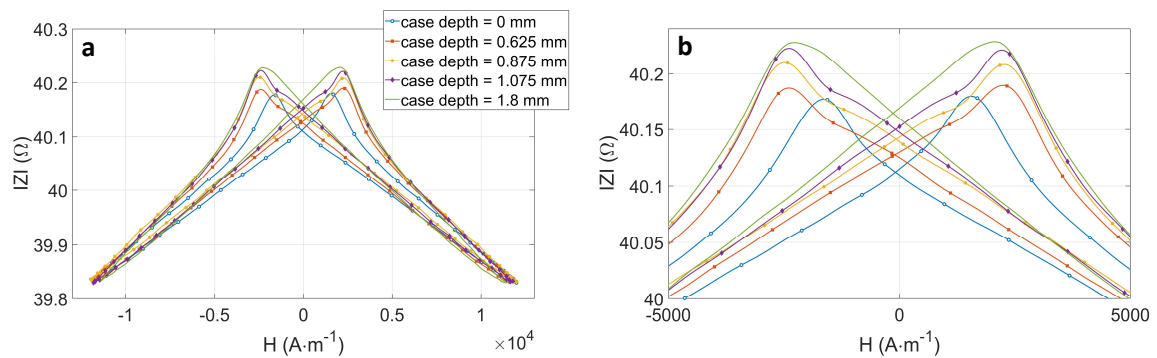 a
40.3
40.2
40.1
40
39.9
39.8
|Z| (Ω)
-1
-0.5
0
0.5
1
×10⁴
H (A·m⁻¹)
case depth = 0 mm
case depth = 0.625 mm
case depth = 0.875 mm
case depth = 1.075 mm
case depth = 1.8 mm
b
40.2
40.15
40.1
40.05
40
|Z| (Ω)
-5000
0
5000
H (A·m⁻¹)